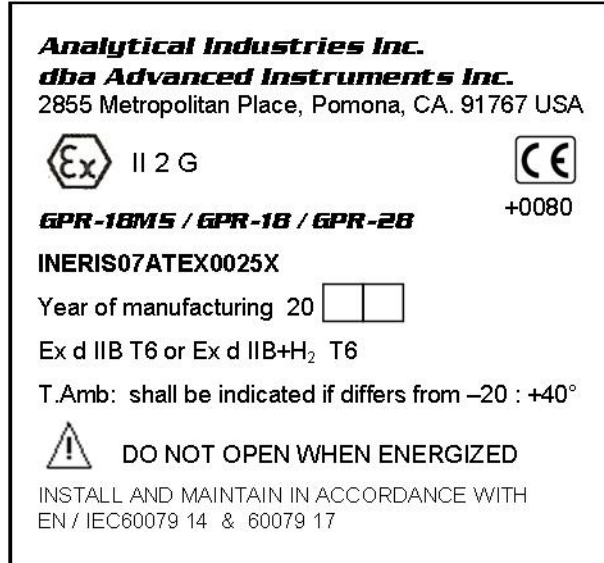 Analytical Industries Inc.
dba Advanced Instruments Inc.
2855 Metropolitan Place, Pomona, CA. 91767 USA
Ex II 2 G CE
+0080
GPR-18MS / GPR-18 / GPR-28
INERIS07ATEX0025X
Year of manufacturing 20
Ex d IIB T6 or Ex d IIB+H₂ T6
T.Amb: shall be indicated if differs from –20 : +40°
! DO NOT OPEN WHEN ENERGIZED
INSTALL AND MAINTAIN IN ACCORDANCE WITH
EN / IEC60079 14 & 60079 17